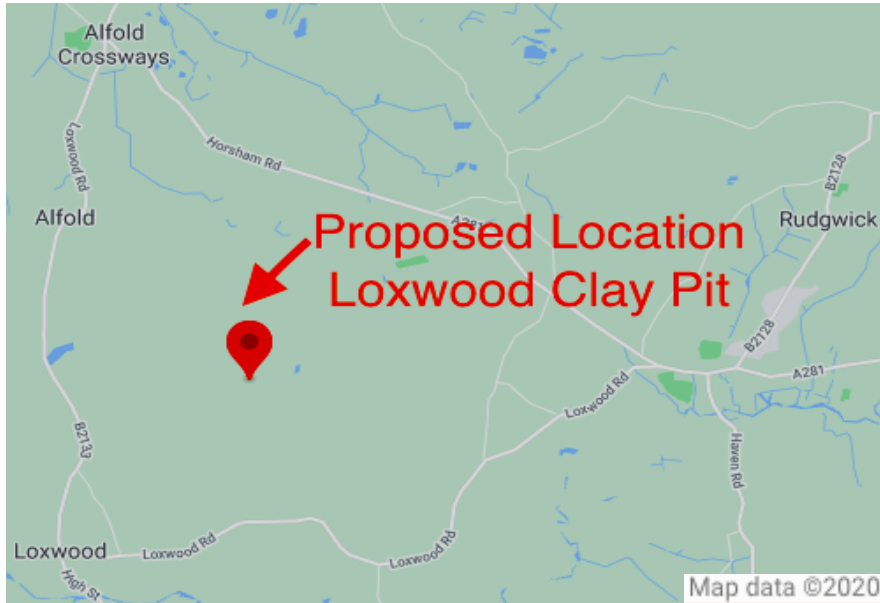 Alfold
Crossways
Loxwood Rd
Horsham Rd
A281
B2128
Alfold
Rudgwick
Proposed Location
Loxwood Clay Pit
B2128
A281
Loxwood Rd
B2133
Haven Rd
Loxwood
Loxwood Rd
Loxwood Rd
High St
Map data ©2020